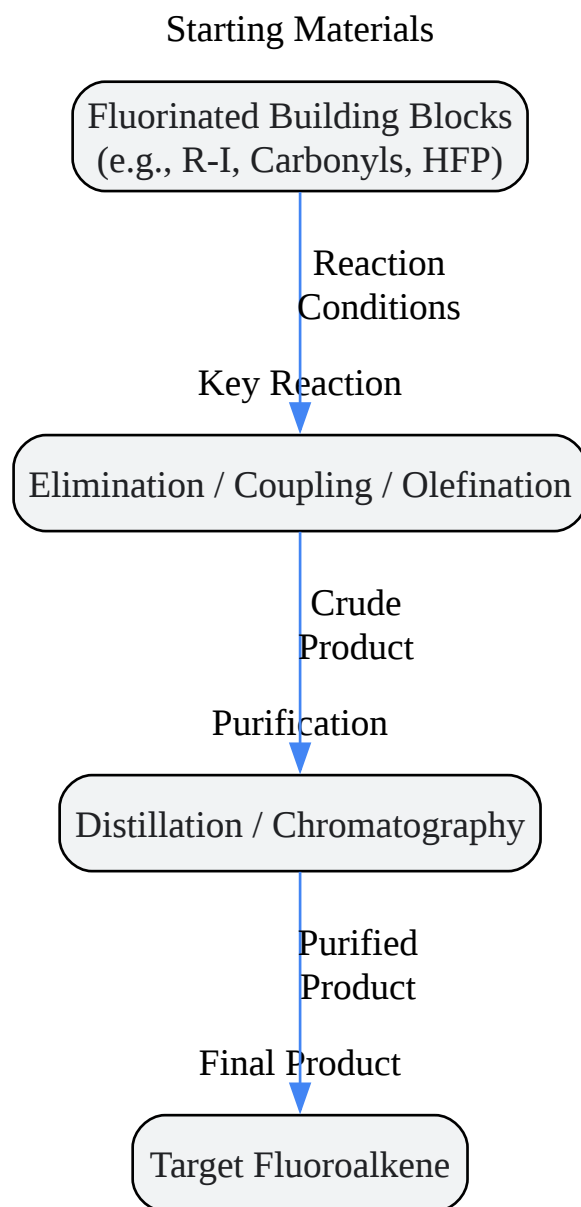 Starting Materials
Fluorinated Building Blocks
(e.g., R-I, Carbonyls, HFP)
Reaction
Conditions
Key Reaction
Elimination / Coupling / Olefination
Crude
Product
Purification
Distillation / Chromatography
Purified
Product
Final Product
Target Fluoroalkene